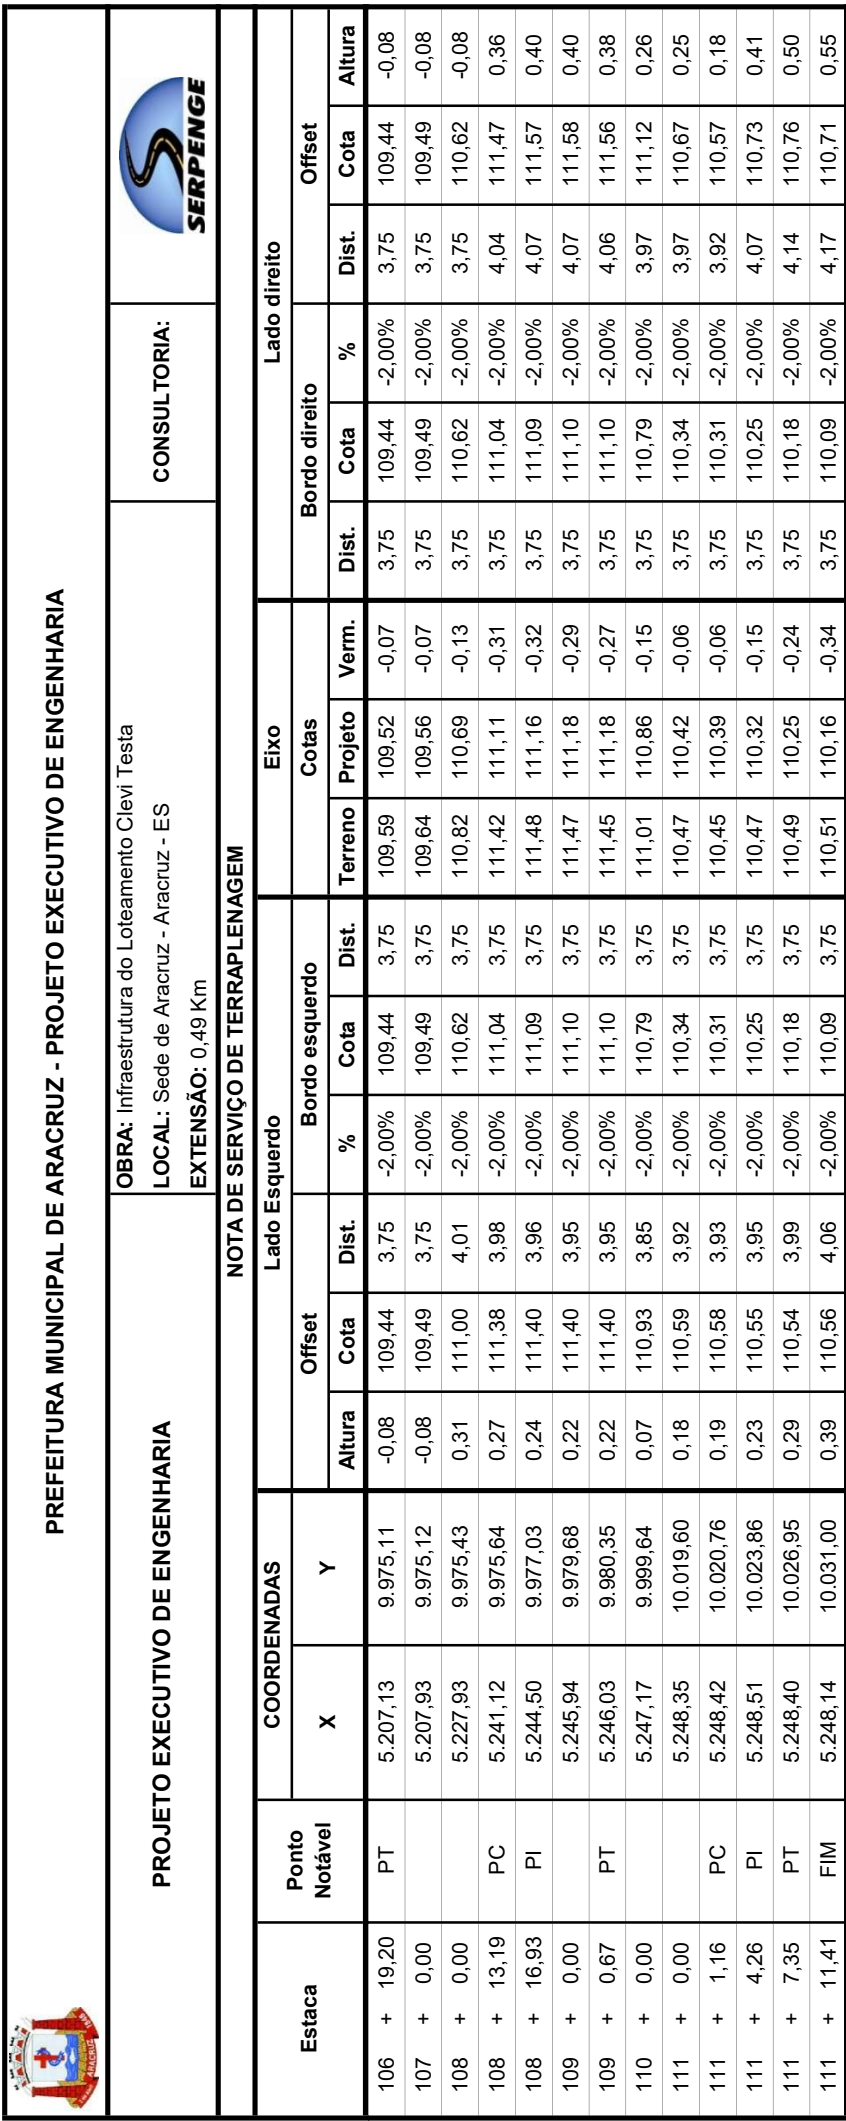 PREFEITURA MUNICIPAL DE ARACRUZ - PROJETO EXECUTIVO DE ENGENHARIA
PROJETO EXECUTIVO DE ENGENHARIA
OBRA: Infraestrutura do Loteamento Clevi Testa
LOCAL: Sede de Aracruz - Aracruz - ES
EXTENSÃO: 0,49 Km
CONSULTORIA:
SERPENGE
NOTA DE SERVIÇO DE TERRAPLENAGEM
Estaca Ponto Notável COORDENADAS Lado Esquerdo Eixo Lado direito
Offset Bordo esquerdo Cotas Bordo direito Offset
X Y Altura Cota Dist. % Cota Dist. Terreno Projeto Verm. Dist. Cota % Dist. Cota Altura
106 + 19,20 PT 5.207,13 9.975,11 -0,08 109,44 3,75 -2,00% 109,44 3,75 109,59 109,52 -0,07 3,75 109,44 -2,00% 3,75 109,44 -0,08
107 + 0,00 5.207,93 9.975,12 -0,08 109,49 3,75 -2,00% 109,49 3,75 109,64 109,56 -0,07 3,75 109,49 -2,00% 3,75 109,49 -0,08
108 + 0,00 5.227,93 9.975,43 0,31 111,00 4,01 -2,00% 110,62 3,75 110,82 110,69 -0,13 3,75 110,62 -2,00% 3,75 110,62 -0,08
108 + 13,19 PC 5.241,12 9.975,64 0,27 111,38 3,98 -2,00% 111,04 3,75 111,42 111,11 -0,31 3,75 111,04 -2,00% 4,04 111,47 0,36
108 + 16,93 PI 5.244,50 9.977,03 0,24 111,40 3,96 -2,00% 111,09 3,75 111,48 111,16 -0,32 3,75 111,09 -2,00% 4,07 111,57 0,40
109 + 0,00 5.245,94 9.979,68 0,22 111,40 3,95 -2,00% 111,10 3,75 111,47 111,18 -0,29 3,75 111,10 -2,00% 4,07 111,58 0,40
109 + 0,67 PT 5.246,03 9.980,35 0,22 111,40 3,95 -2,00% 111,10 3,75 111,45 111,18 -0,27 3,75 111,10 -2,00% 4,06 111,56 0,38
110 + 0,00 5.247,17 9.999,64 0,07 110,93 3,85 -2,00% 110,79 3,75 111,01 110,86 -0,15 3,75 110,79 -2,00% 3,97 111,12 0,26
111 + 0,00 5.248,35 10.019,60 0,18 110,59 3,92 -2,00% 110,34 3,75 110,47 110,42 -0,06 3,75 110,34 -2,00% 3,97 110,67 0,25
111 + 1,16 PC 5.248,42 10.020,76 0,19 110,58 3,93 -2,00% 110,31 3,75 110,45 110,39 -0,06 3,75 110,31 -2,00% 3,92 110,57 0,18
111 + 4,26 PI 5.248,51 10.023,86 0,23 110,55 3,95 -2,00% 110,25 3,75 110,47 110,32 -0,15 3,75 110,25 -2,00% 4,07 110,73 0,41
111 + 7,35 PT 5.248,40 10.026,95 0,29 110,54 3,99 -2,00% 110,18 3,75 110,49 110,25 -0,24 3,75 110,18 -2,00% 4,14 110,76 0,50
111 + 11,41 FIM 5.248,14 10.031,00 0,39 110,56 4,06 -2,00% 110,09 3,75 110,51 110,16 -0,34 3,75 110,09 -2,00% 4,17 110,71 0,55
ARACRUZ